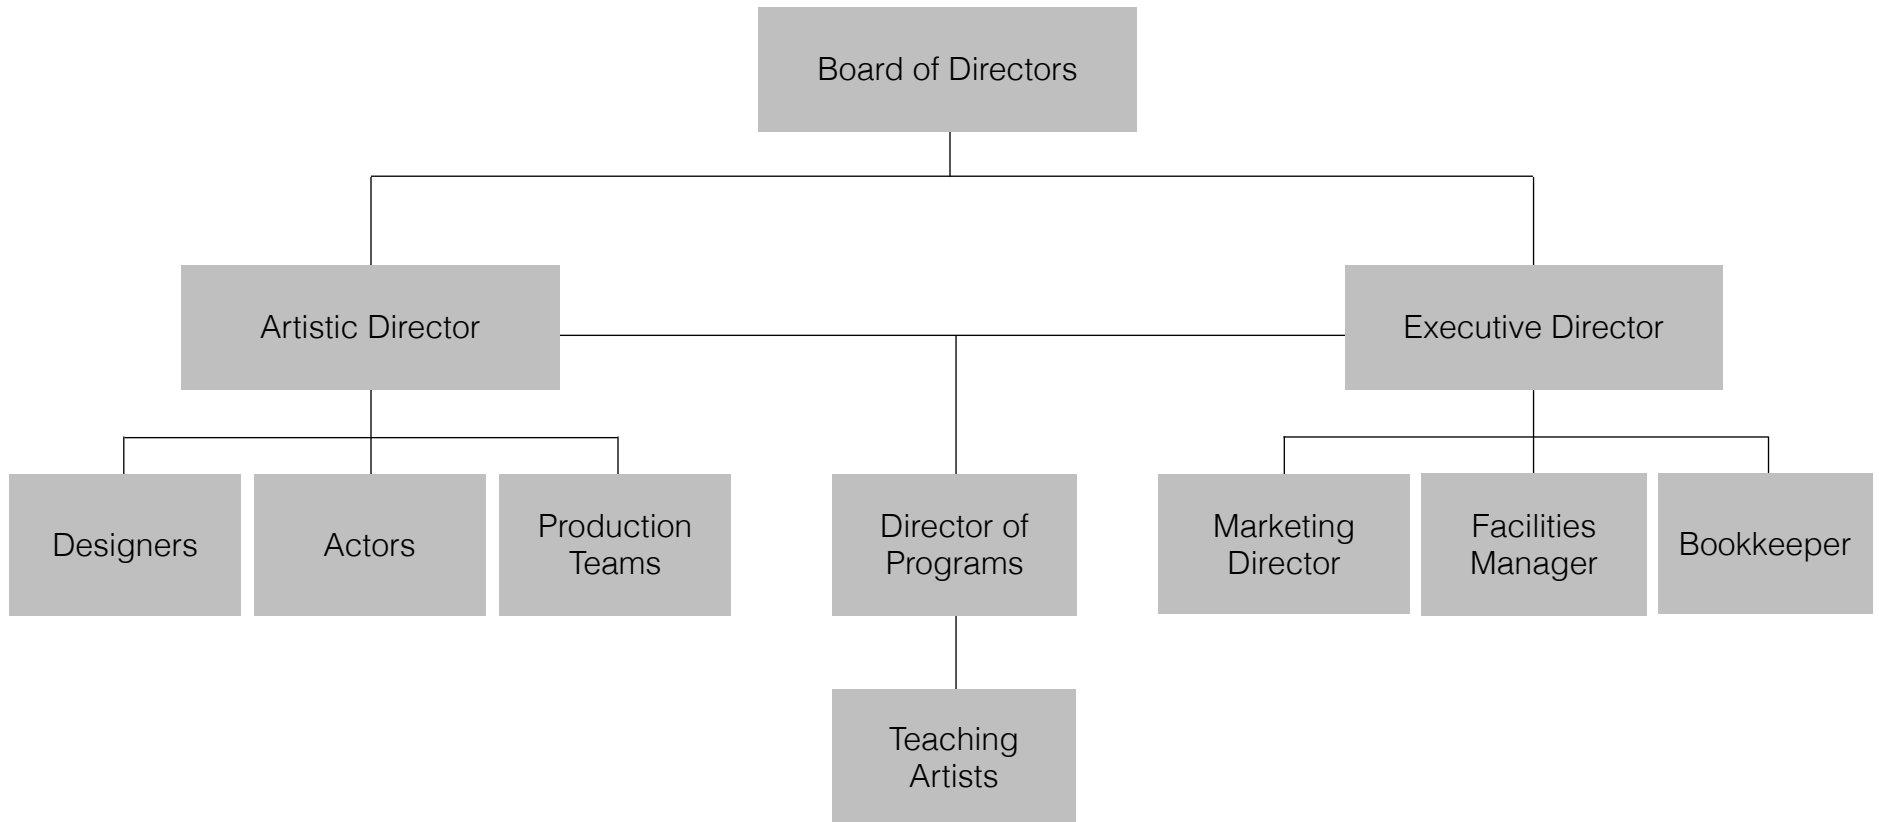 Board of Directors
Artistic Director
Executive Director
Designers
Actors
Production
Teams
Director of
Programs
Marketing
Director
Facilities
Manager
Bookkeeper
Teaching
Artists